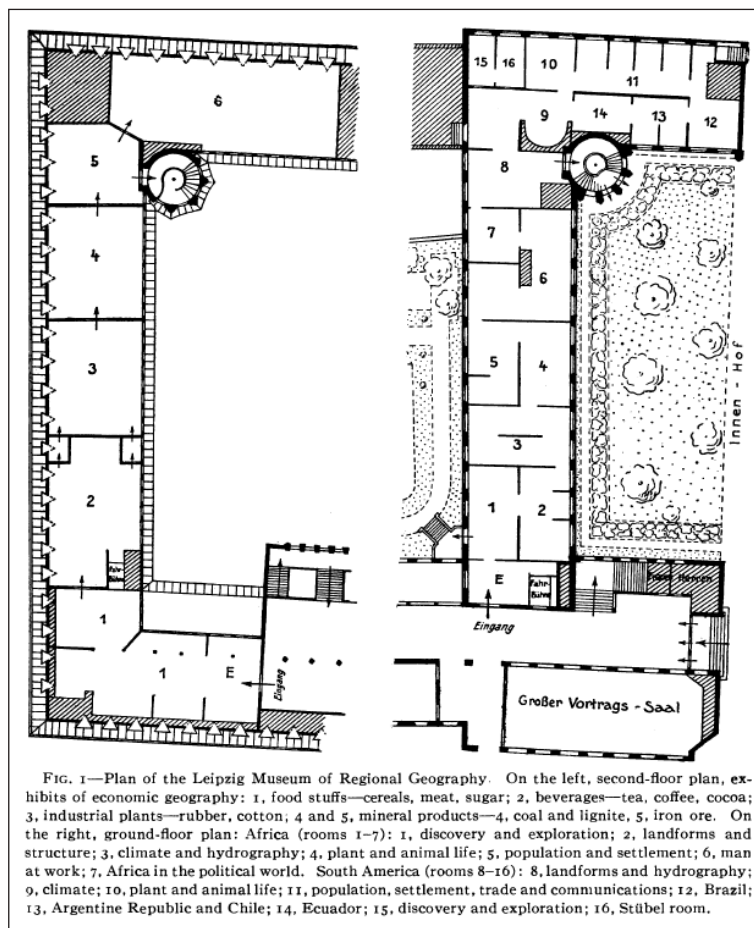 6
5
4
3
2
Fahr-
Bühne
1
1
E
Eingang
15
16
10
11
9
14
13
12
8
7
6
5
4
3
1
2
E
Fahr-
Bühne
Eingang
Herren
Innen - Hof
Großer Vortrags - Saal
FIG. 1—Plan of the Leipzig Museum of Regional Geography. On the left, second-floor plan, ex-
hibits of economic geography: 1, food stuffs—cereals, meat, sugar; 2, beverages—tea, coffee, cocoa;
3, industrial plants—rubber, cotton; 4 and 5, mineral products—4, coal and lignite, 5, iron ore. On
the right, ground-floor plan: Africa (rooms 1-7): 1, discovery and exploration; 2, landforms and
structure; 3, climate and hydrography; 4, plant and animal life; 5, population and settlement; 6, man
at work; 7, Africa in the political world. South America (rooms 8-16): 8, landforms and hydrography;
9, climate; 10, plant and animal life; 11, population, settlement, trade and communications; 12, Brazil;
13, Argentine Republic and Chile; 14, Ecuador; 15, discovery and exploration; 16, Stübel room.